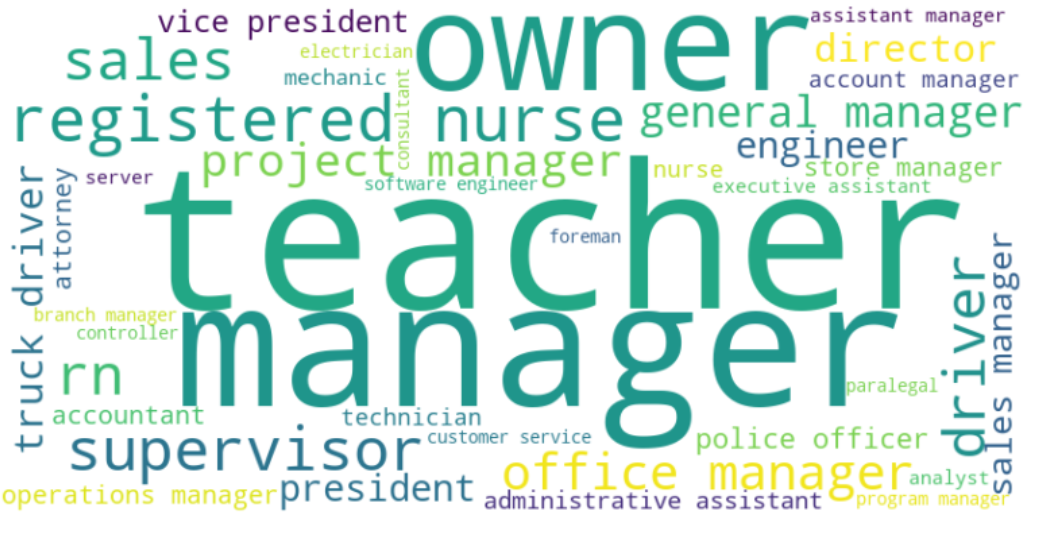 vice president
owner
assistant manager
sales
electrician
director
mechanic
consultant
account manager
registered nurse
general manager
engineer
project manager
nurse
store manager
server
software engineer
executive assistant
truck driver
attorney
teacher
foreman
manager
driver
sales manager
branch manager
controller
rn
paralegal
accountant
technician
supervisor
customer service
police officer
office manager
analyst
operations manager
president
administrative assistant
program manager